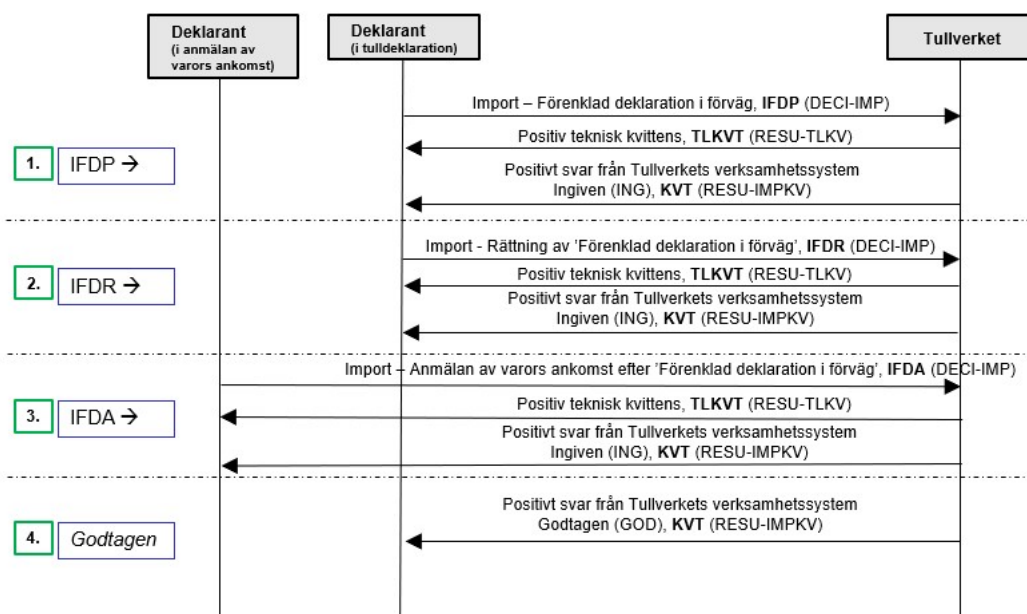 Deklarant
(i anmälan av
varors ankomst)
Deklarant
(i tulldeklaration)
Tullverket
Import – Förenklad deklaration i förväg, IFDP (DECI-IMP)
Positiv teknisk kvittens, TLKVT (RESU-TLKV)
1.
IFDP →
Positivt svar från Tullverkets verksamhetssystem
Ingiven (ING), KVT (RESU-IMPKV)
Import - Rättning av ’Förenklad deklaration i förväg’, IFDR (DECI-IMP)
Positiv teknisk kvittens, TLKVT (RESU-TLKV)
2.
IFDR →
Positivt svar från Tullverkets verksamhetssystem
Ingiven (ING), KVT (RESU-IMPKV)
Import – Anmälan av varors ankomst efter ’Förenklad deklaration i förväg’, IFDA (DECI-IMP)
Positiv teknisk kvittens, TLKVT (RESU-TLKV)
3.
IFDA →
Positivt svar från Tullverkets verksamhetssystem
Ingiven (ING), KVT (RESU-IMPKV)
Positivt svar från Tullverkets verksamhetssystem
Godtagen (GOD), KVT (RESU-IMPKV)
4.
Godtagen